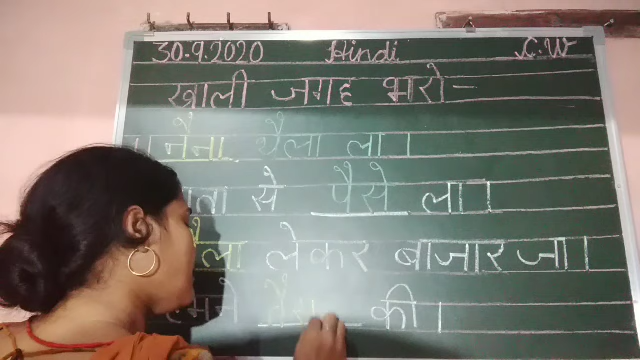 30.9.2020 Hindi C.W
खाली जगह भरो-
नैना थैला ला।
से पैसे ला।
लेकर बाजार जा।
की।